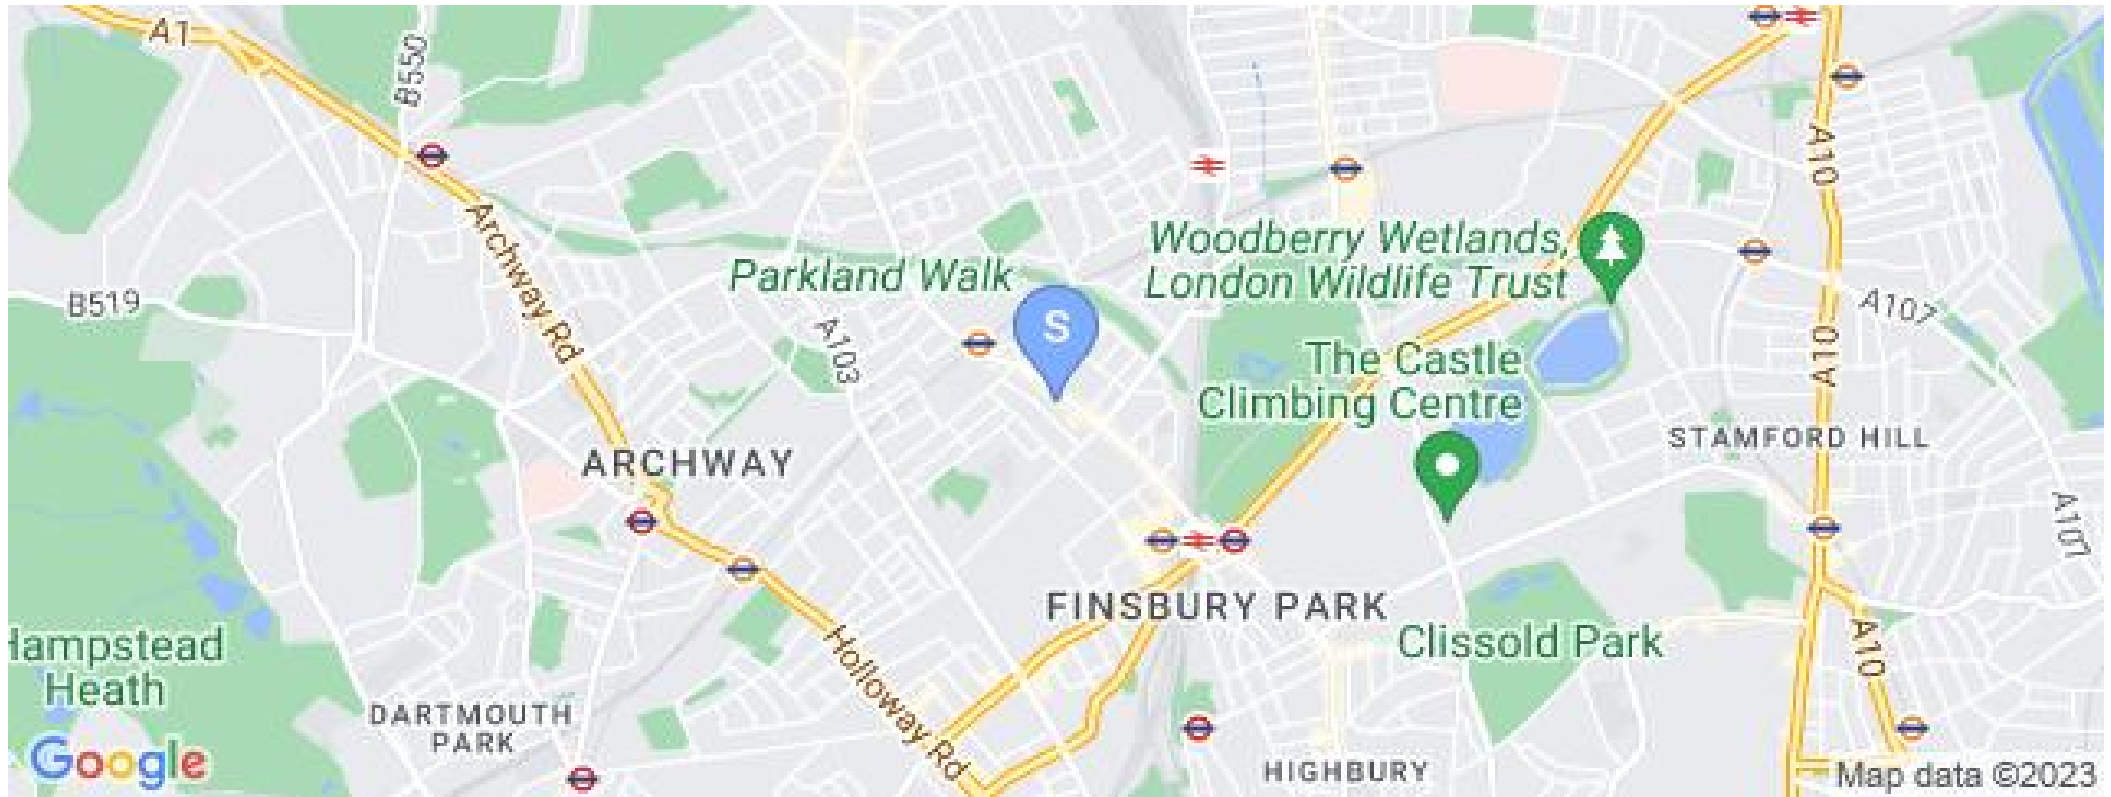 A1
B550
A10
Archway Rd
Woodberry Wetlands,
London Wildlife Trust
Parkland Walk
B519
A107
S
A103
A10
The Castle
Climbing Centre
STAMFORD HILL
ARCHWAY
A107
FINSBURY PARK
Hampstead
Heath
Holloway Rd
Clissold Park
A10
DARTMOUTH
PARK
Google
HIGHBURY
Map data ©2023